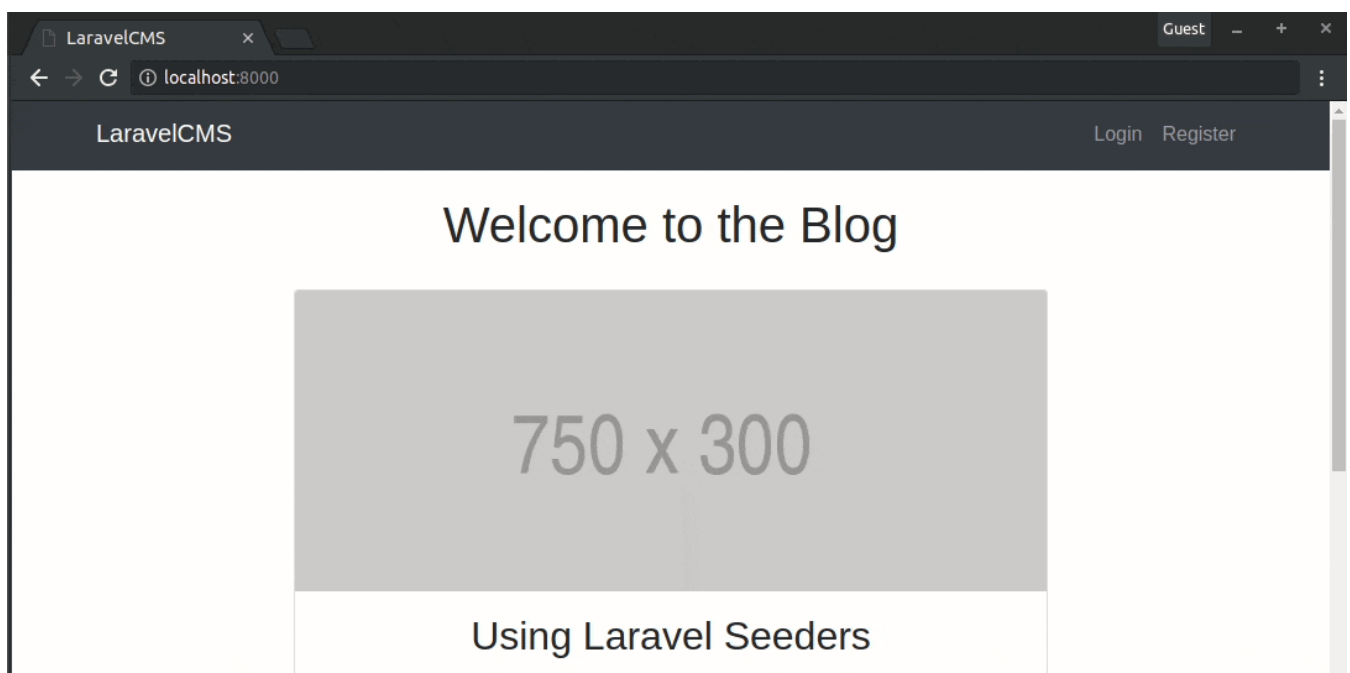 LaravelCMS
Guest
localhost:8000
LaravelCMS
Login Register
Welcome to the Blog
750 x 300
Using Laravel Seeders